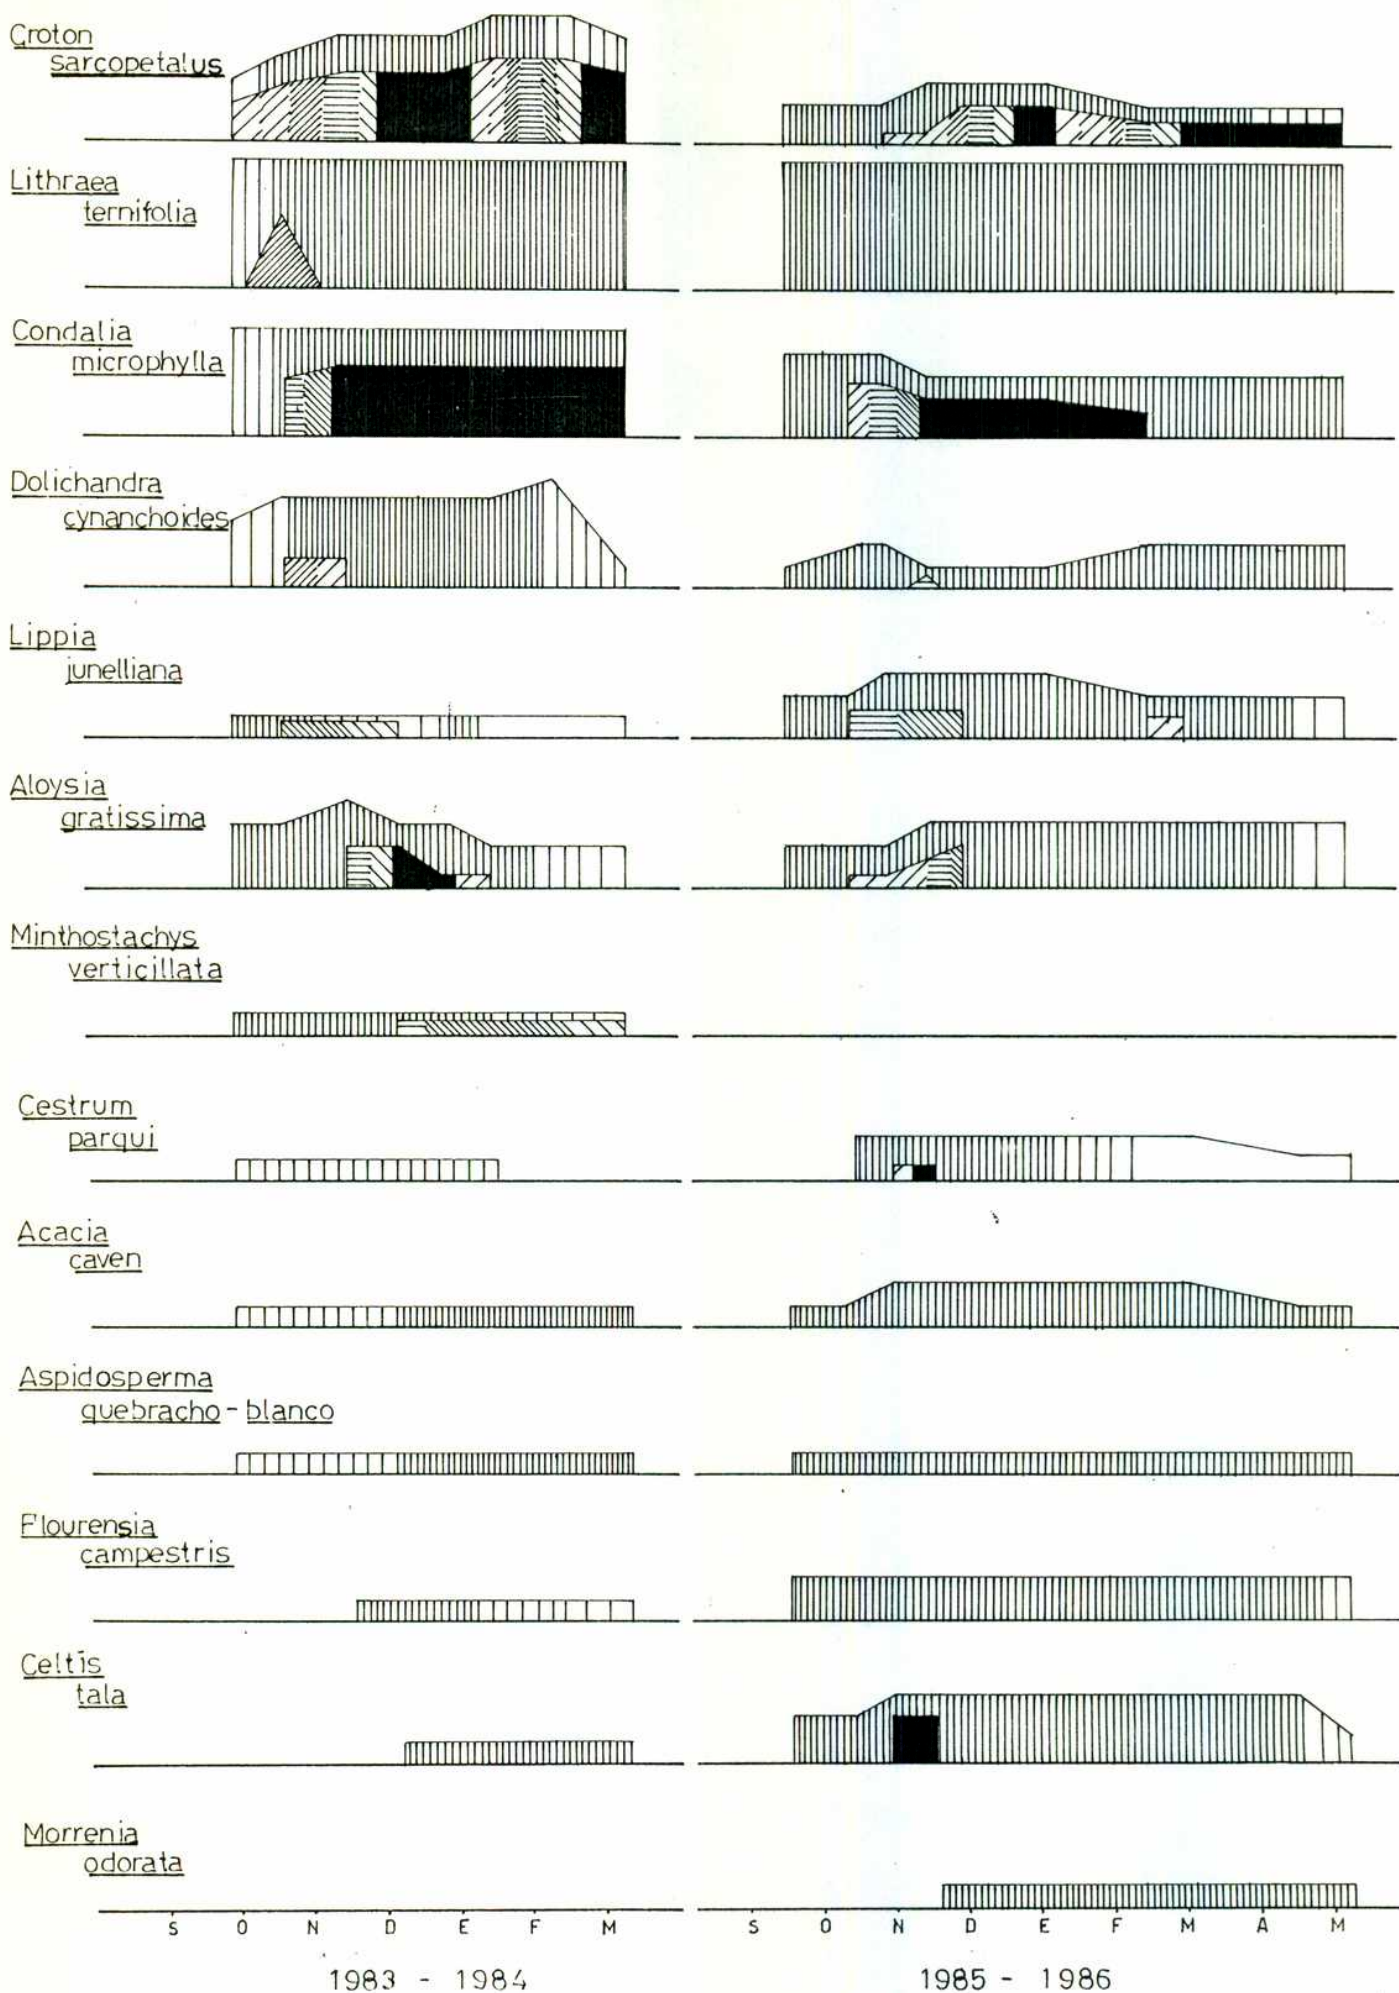 Croton
sarcopetalus
Lithraea
ternifolia
Condalia
microphylla
Dolichandra
cynanchoides
Lippia
junelliana
Aloysia
gratissima
Minthostachys
verticillata
Cestrum
parqui
Acacia
caven
Aspidosperma
quebracho-blanco
Flourensia
campestris
Celtis
tala
Morrenia
odorata
S O N D E F M S O N D E F M A M
1983 - 1984 1985 - 1986